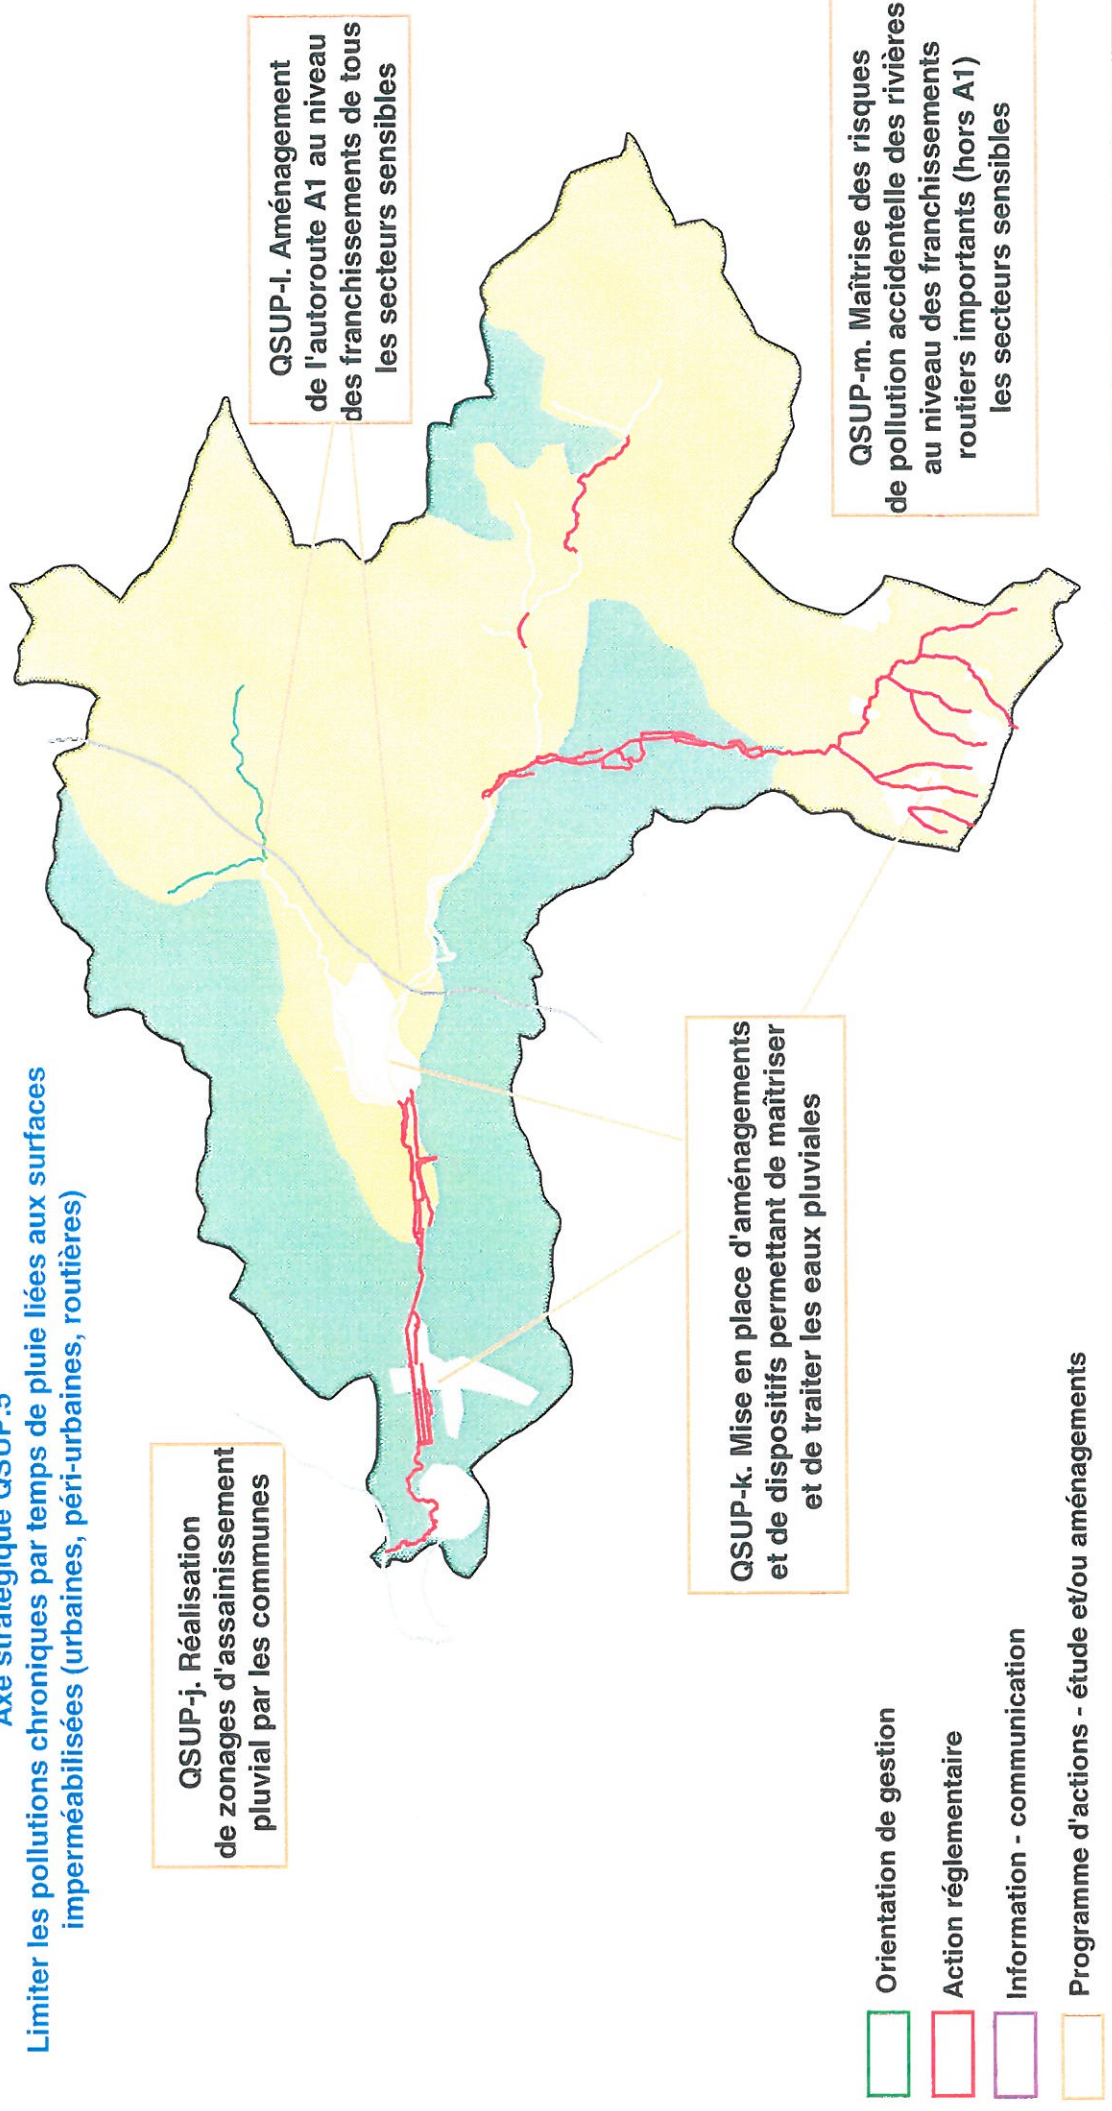 Axe stratégique QSUP.5
Limiter les pollutions chroniques par temps de pluie liées aux surfaces
imperméabilisées (urbaines, péri-urbaines, routières)
QSUP-j. Réalisation
de zonages d'assainissement
pluvial par les communes
QSUP-l. Aménagement
de l'autoroute A1 au niveau
des franchissements de tous
les secteurs sensibles
QSUP-k. Mise en place d'aménagements
et de dispositifs permettant de maîtriser
et de traiter les eaux pluviales
QSUP-m. Maîtrise des risques
de pollution accidentelle des rivières
au niveau des franchissements
routiers importants (hors A1)
les secteurs sensibles
Orientation de gestion
Action réglementaire
Information - communication
Programme d'actions - étude et/ou aménagements